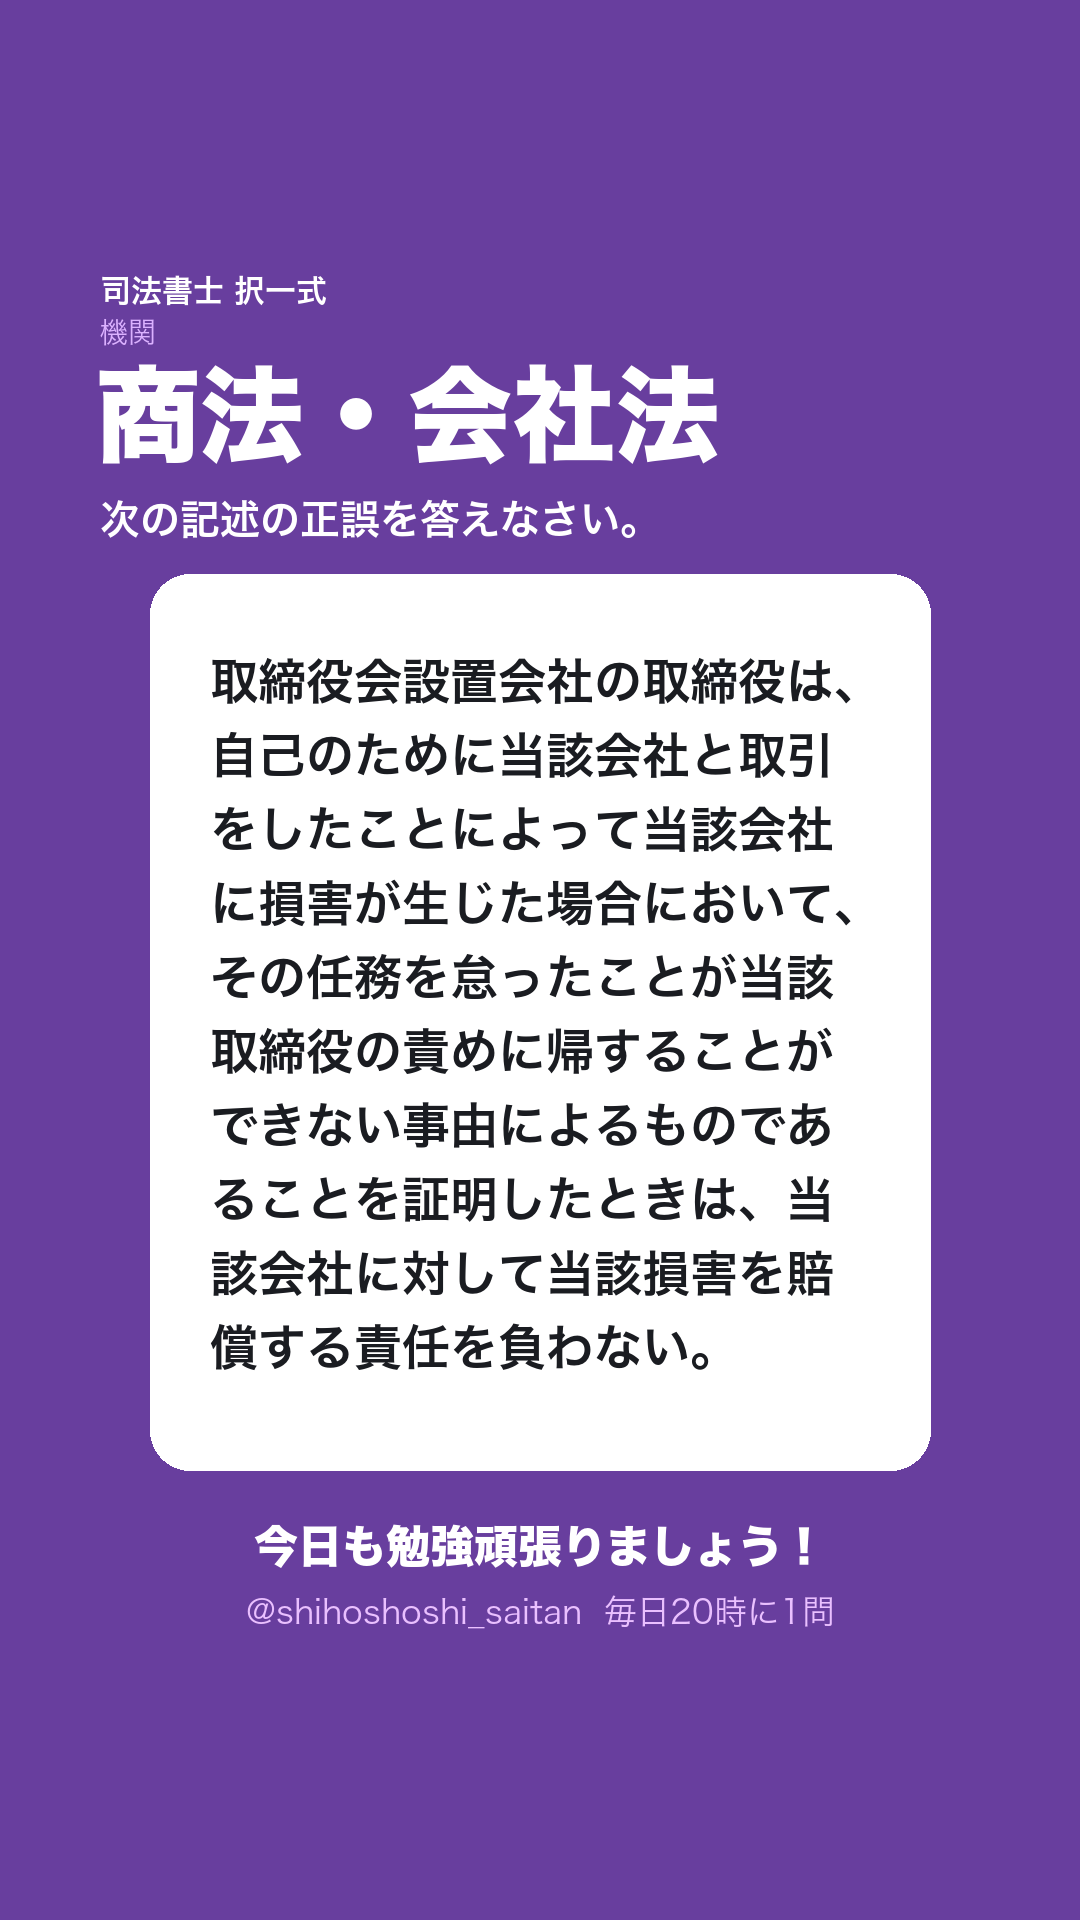 司法書士 択一式
機関
商法・会社法
次の記述の正誤を答えなさい。
取締役会設置会社の取締役は、
自己のために当該会社と取引
をしたことによって当該会社
に損害が生じた場合において、
その任務を怠ったことが当該
取締役の責めに帰することが
できない事由によるものであ
ることを証明したときは、当
該会社に対して当該損害を賠
償する責任を負わない。
今日も勉強頑張りましょう！
@shihoshoshi_saitan 毎日20時に1問